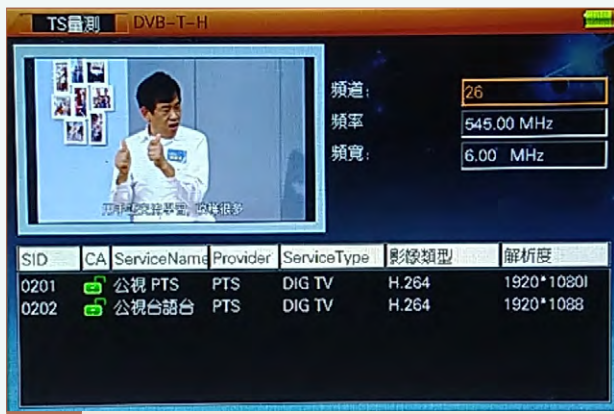 TS量測 DVB-T-H
頻道: 26
頻率 545.00 MHz
頻寬: 6.00 MHz
SID CA ServiceName Provider ServiceType 影像類型 解析度
0201 公視 PTS PTS DIG TV H.264 1920*1080I
0202 公視台語台 PTS DIG TV H.264 1920*1088